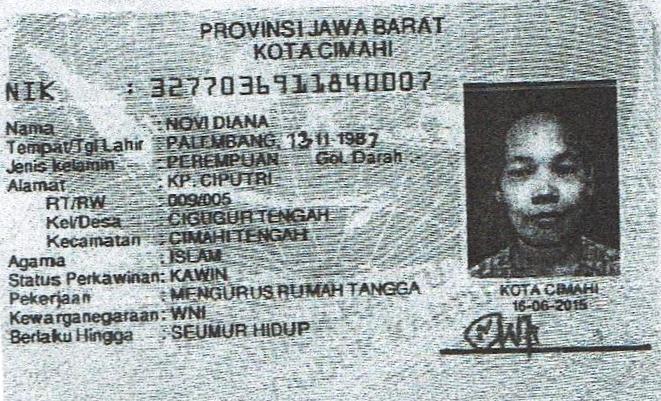 PROVINSI JAWA BARAT
KOTA CIMAHI
NIK : 3277036911840007
Nama : NOVI DIANA
Tempat/Tgl Lahir : PALEMBANG, 13-11-1987
Jenis kelamin : PEREMPUAN Gol. Darah : -
Alamat : KP. CIPUTRI
RT/RW : 009/005
Kel/Desa : CIGUGUR TENGAH
Kecamatan : CIMAHI TENGAH
Agama : ISLAM
Status Perkawinan: KAWIN
Pekerjaan : MENGURUS RUMAH TANGGA
Kewarganegaraan: WNI
Berlaku Hingga : SEUMUR HIDUP
KOTA CIMAHI
16-06-2015